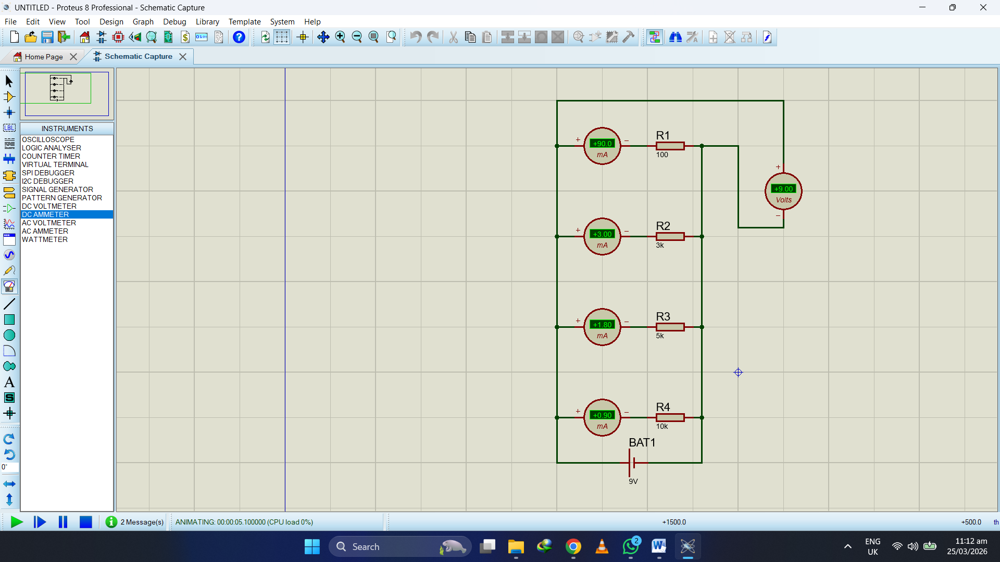 UNTITLED - Proteus 8 Professional - Schematic Capture
File Edit View Tool Design Graph Debug Library Template System Help
Home Page
Schematic Capture
LBL
INSTRUMENTS
OSCILLOSCOPE
LOGIC ANALYSER
COUNTER TIMER
VIRTUAL TERMINAL
SPI DEBUGGER
I2C DEBUGGER
SIGNAL GENERATOR
PATTERN GENERATOR
DC VOLTMETER
DC AMMETER
AC VOLTMETER
AC AMMETER
WATTMETER
A
S
0°
+ +90.0 mA −
R1
100
+ +9.00 Volts −
+ +3.00 mA −
R2
3k
+ +1.80 mA −
R3
5k
+ +0.90 mA −
R4
10k
BAT1
9V
2 Message(s)
ANIMATING: 00:00:05.100000 (CPU load 0%)
+1500.0
+500.0
th
Search
2
ENG
UK
11:12 am
25/03/2026